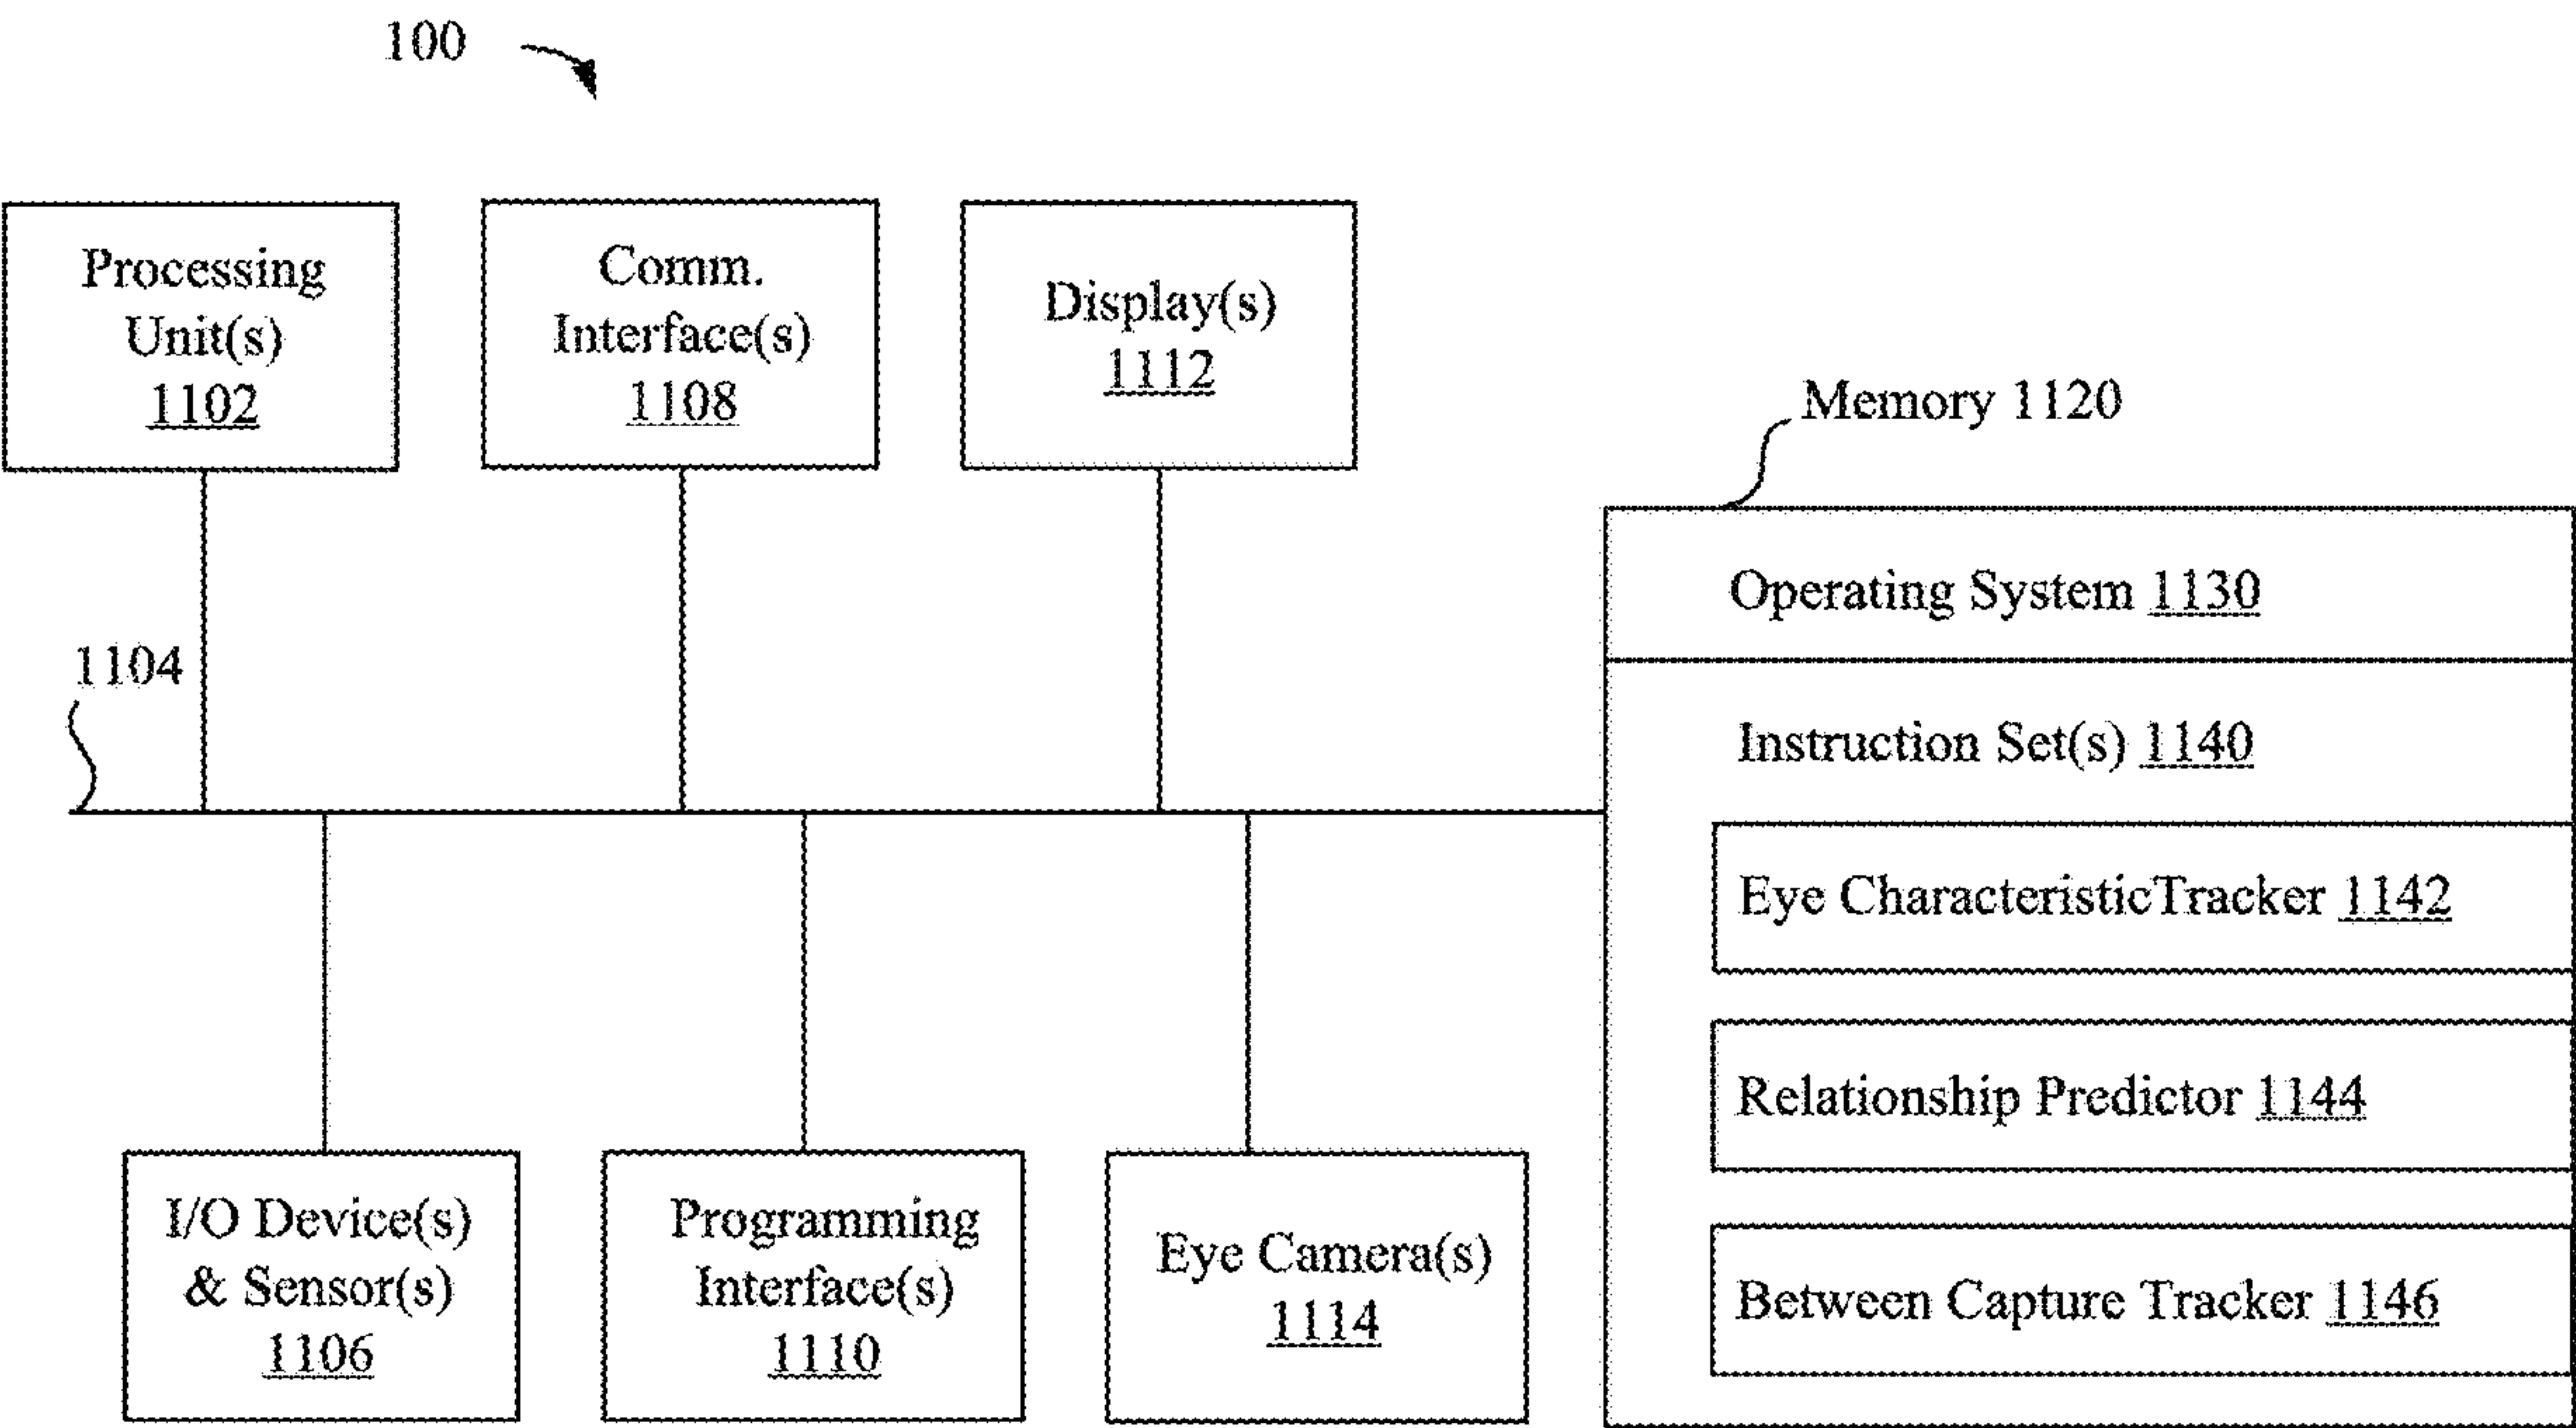 100
Processing
Unit(s)
1102
Comm.
Interface(s)
1108
Display(s)
1112
Memory 1120
Operating System 1130
1104
Instruction Set(s) 1140
Eye CharacteristicTracker 1142
Relationship Predictor 1144
Between Capture Tracker 1146
I/O Device(s)
& Sensor(s)
1106
Programming
Interface(s)
1110
Eye Camera(s)
1114